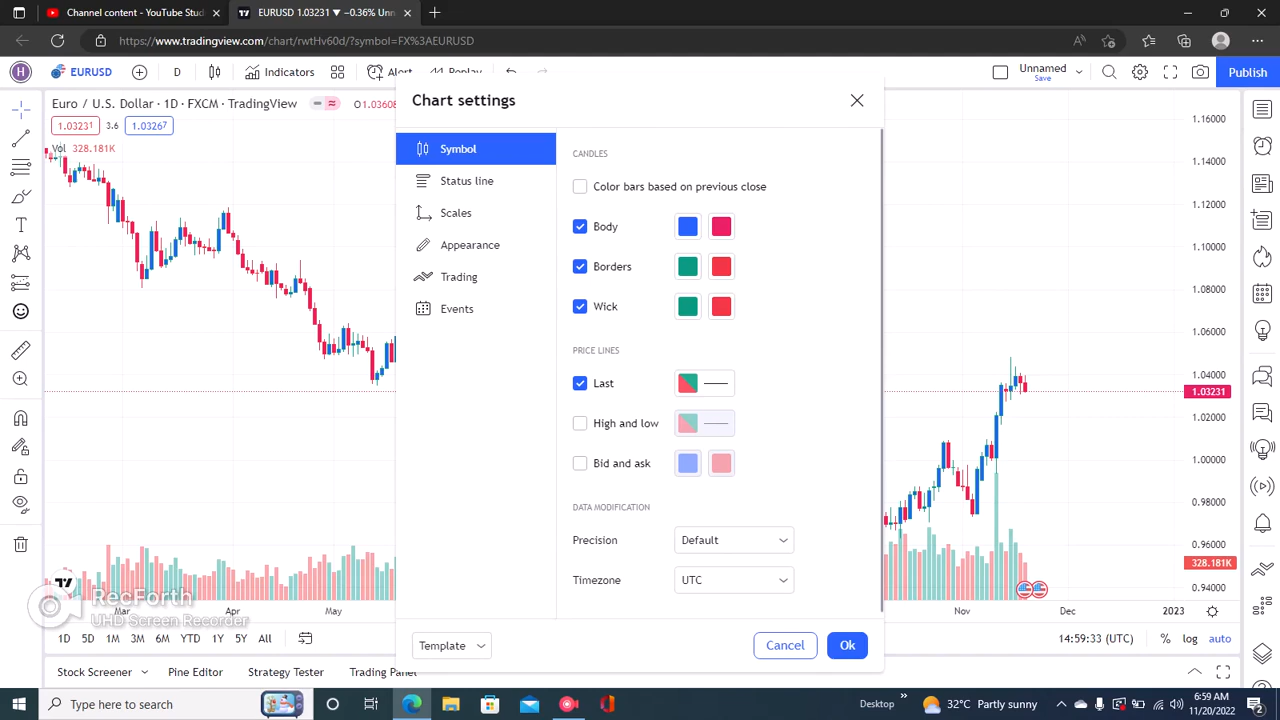 Channel content - YouTube Studio
EURUSD 1.03231 ▼ −0.36% Unn
https://www.tradingview.com/chart/rwtHv60d/?symbol=FX%3AEURUSD
H EURUSD D Indicators Alert Replay Unnamed Save Publish
Euro / U.S. Dollar · 1D · FXCM · TradingView O1.03608
1.03231 3.6 1.03267
Vol 328.181K
Chart settings
Symbol
Status line
Scales
Appearance
Trading
Events
CANDLES
Color bars based on previous close
Body
Borders
Wick
PRICE LINES
Last
High and low
Bid and ask
DATA MODIFICATION
Precision Default
Timezone UTC
Template Cancel Ok
1.16000
1.14000
1.12000
1.10000
1.08000
1.06000
1.04000
1.03231
1.02000
1.00000
0.98000
0.96000
328.181K
0.94000
Mar Apr May Nov Dec 2023
RecForth
UHD Screen Recorder
1D 5D 1M 3M 6M YTD 1Y 5Y All 14:59:33 (UTC) % log auto
Stock Screener Pine Editor Strategy Tester Trading Panel
Type here to search Desktop 32°C Partly sunny 6:59 AM
11/20/2022